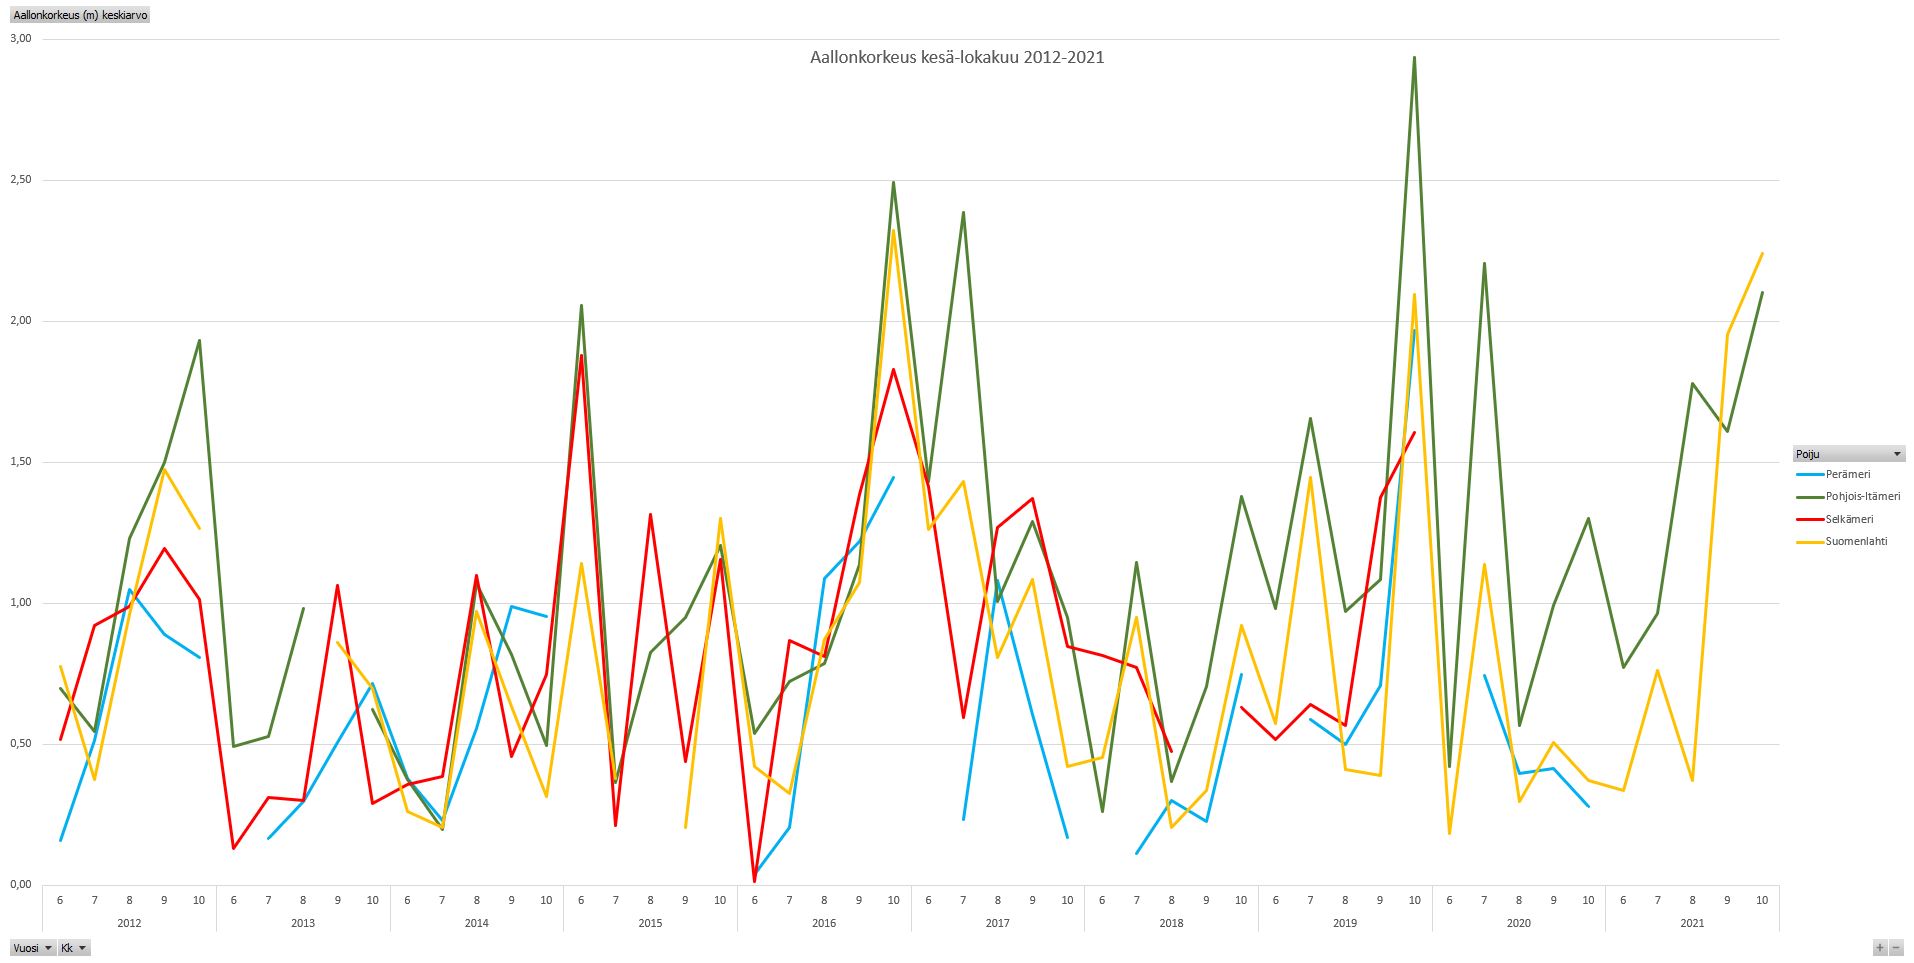 Aallonkorkeus (m) keskiarvo
Aallonkorkeus kesä-lokakuu 2012-2021
3,00
2,50
2,00
1,50
1,00
0,50
0,00
Poiju
Perämeri
Pohjois-Itämeri
Selkämeri
Suomenlahti
6 7 8 9 10 6 7 8 9 10 6 7 8 9 10 6 7 8 9 10 6 7 8 9 10 6 7 8 9 10 6 7 8 9 10 6 7 8 9 10 6 7 8 9 10 6 7 8 9 10
2012 2013 2014 2015 2016 2017 2018 2019 2020 2021
Vuosi Kk
+ −